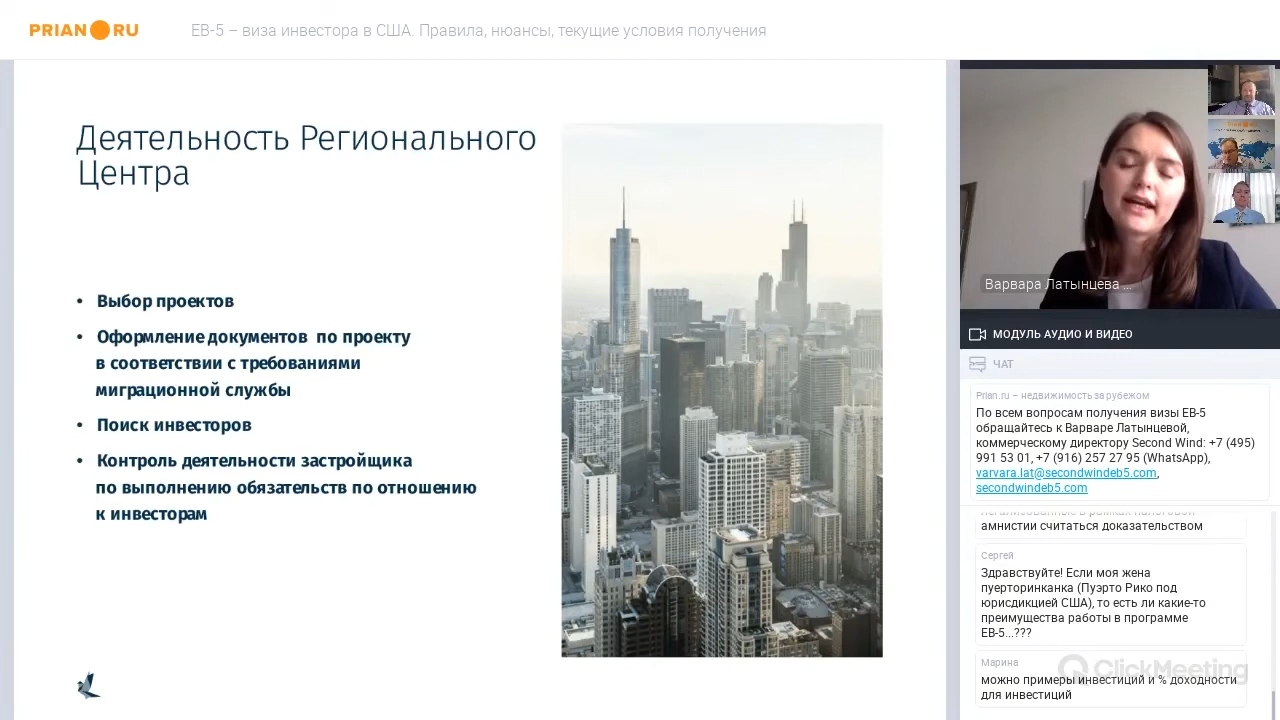 PRIAN RU
EB-5 – виза инвестора в США. Правила, нюансы, текущие условия получения
Деятельность Регионального
Центра
• Выбор проектов
• Оформление документов по проекту
в соответствии с требованиями
миграционной службы
• Поиск инвесторов
• Контроль деятельности застройщика
по выполнению обязательств по отношению
к инвесторам
Варвара Латынцева ...
МОДУЛЬ АУДИО И ВИДЕО
ЧАТ
Prian.ru – недвижимость за рубежом
По всем вопросам получения визы EB-5
обращайтесь к Варваре Латынцевой,
коммерческому директору Second Wind: +7 (495)
991 53 01, +7 (916) 257 27 95 (WhatsApp),
varvara.lat@secondwindeb5.com,
secondwindeb5.com
легализованные в рамках налоговой
амнистии считаться доказательством
Сергей
Здравствуйте! Если моя жена
пуерторинканка (Пуэрто Рико под
юрисдикцией США), то есть ли какие-то
преимущества работы в программе
ЕВ-5...???
Марина
можно примеры инвестиций и % доходности
для инвестиций
ClickMeeting